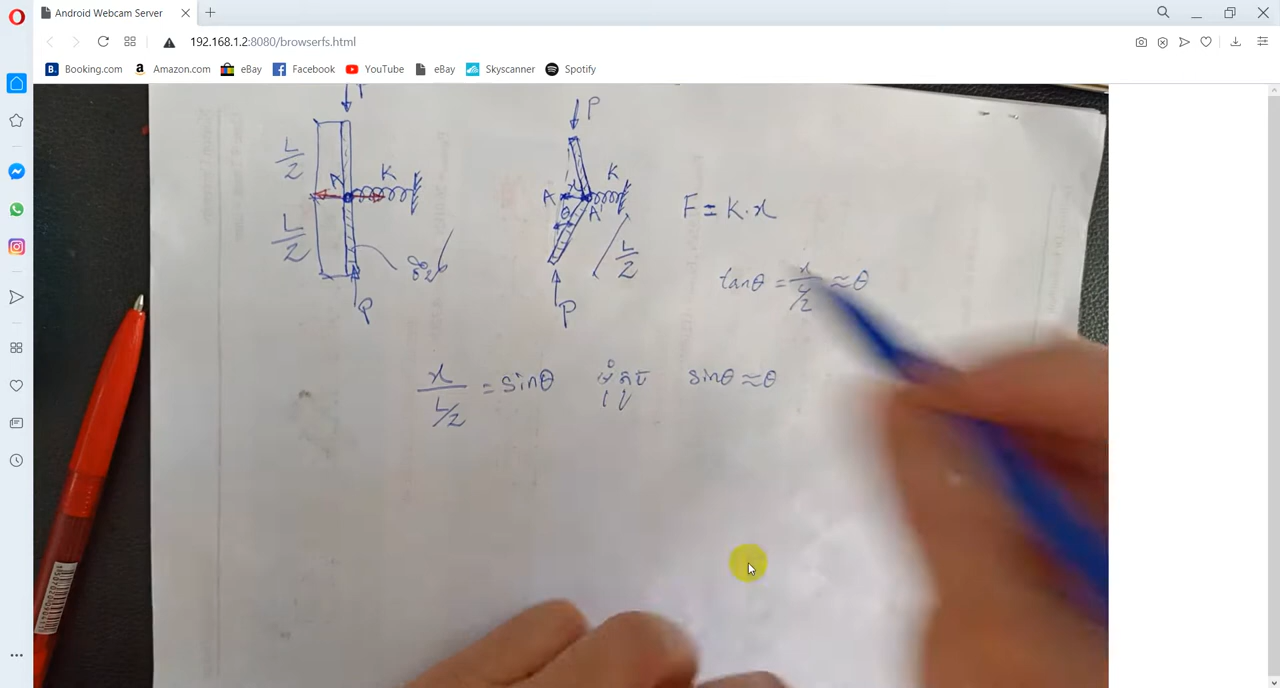 Android Webcam Server
192.168.1.2:8080/browserfs.html
Booking.com
Amazon.com
eBay
Facebook
YouTube
eBay
Skyscanner
Spotify
P
L/2
L/2
A
K
P
P
A
x
θ
A'
K
L/2
P
F = K.x
tanθ = x/L/2 ≈ θ
x/L/2 = sinθ
sinθ ≈ θ